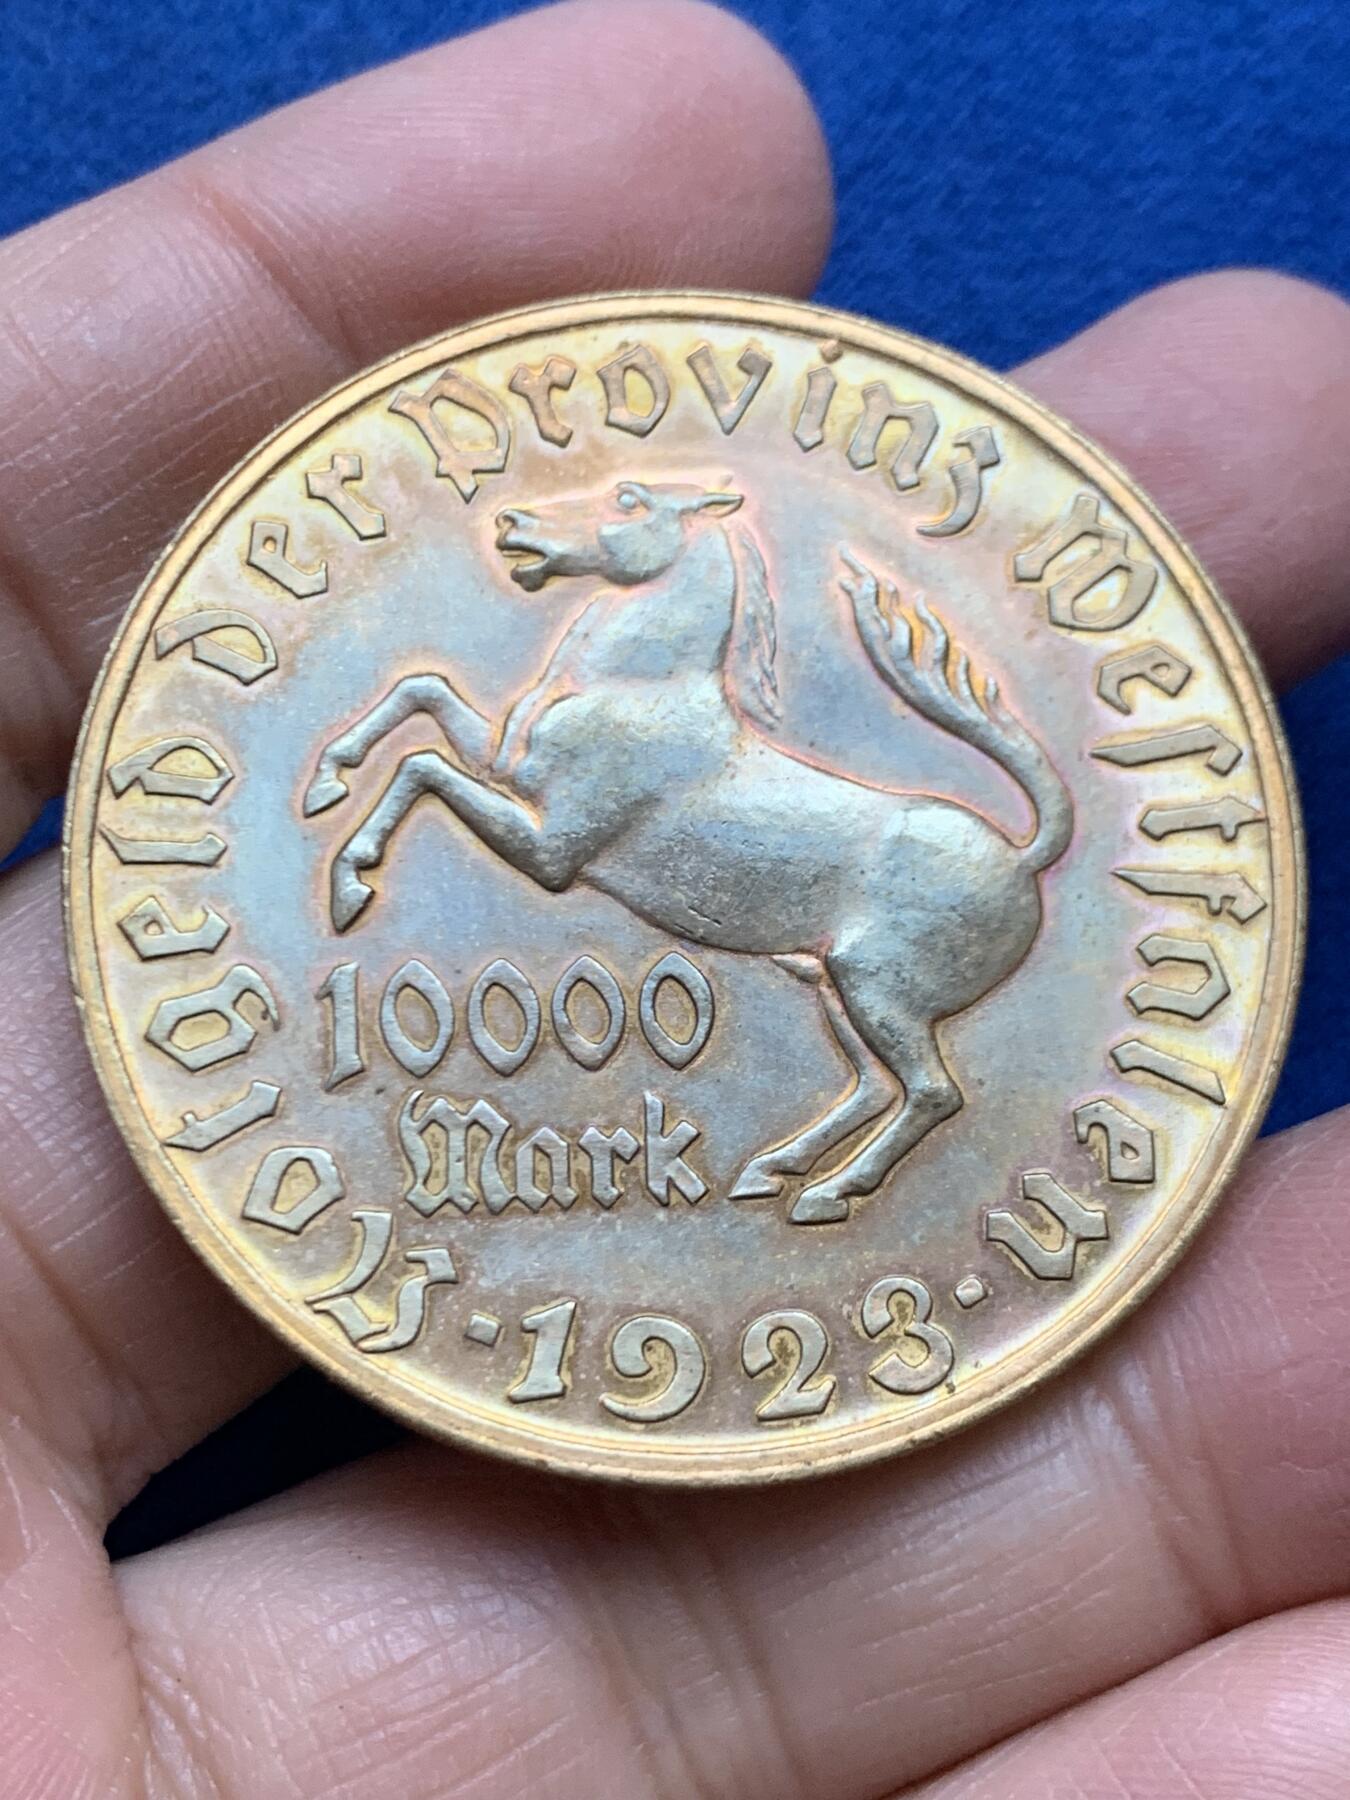 Notgeld der Provinz Weſtfalen
10000
Mark
·1923·